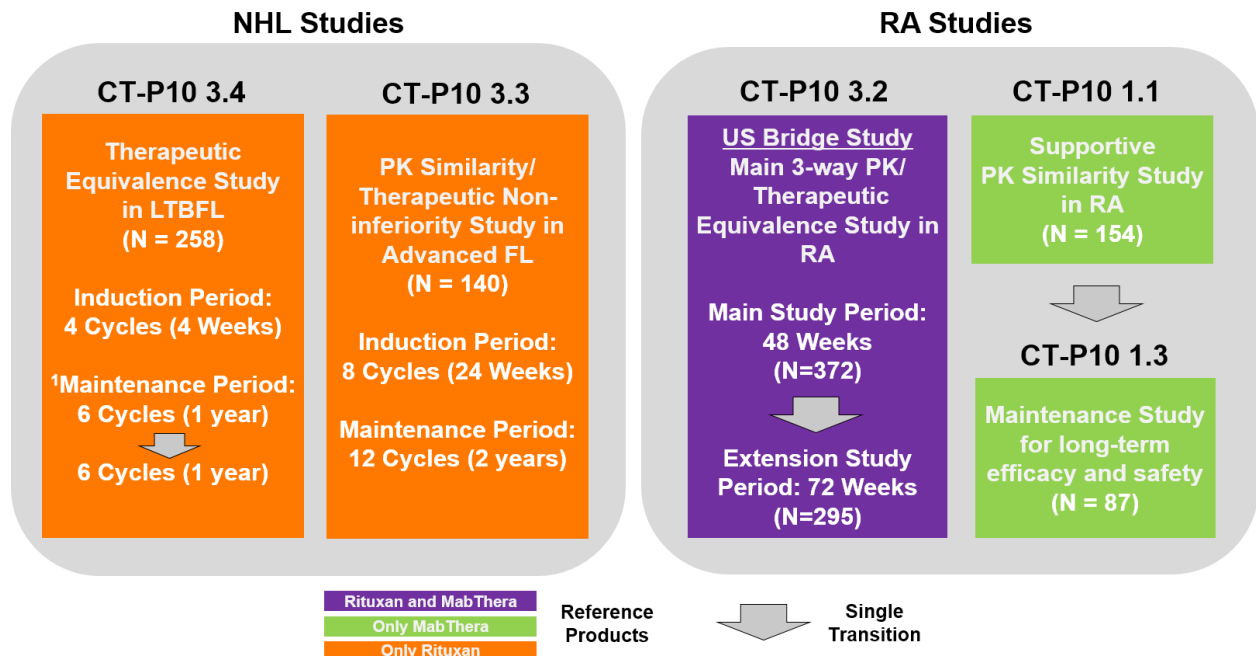 NHL Studies
RA Studies
CT-P10 3.4
Therapeutic
Equivalence Study
in LTBFL
(N = 258)
Induction Period:
4 Cycles (4 Weeks)
¹Maintenance Period:
6 Cycles (1 year)
6 Cycles (1 year)
CT-P10 3.3
PK Similarity/
Therapeutic Non-
inferiority Study in
Advanced FL
(N = 140)
Induction Period:
8 Cycles (24 Weeks)
Maintenance Period:
12 Cycles (2 years)
CT-P10 3.2
US Bridge Study
Main 3-way PK/
Therapeutic
Equivalence Study in
RA
Main Study Period:
48 Weeks
(N=372)
Extension Study
Period: 72 Weeks
(N=295)
CT-P10 1.1
Supportive
PK Similarity Study
in RA
(N = 154)
CT-P10 1.3
Maintenance Study
for long-term
efficacy and safety
(N = 87)
Rituxan and MabThera
Only MabThera
Only Rituxan
Reference
Products
Single
Transition